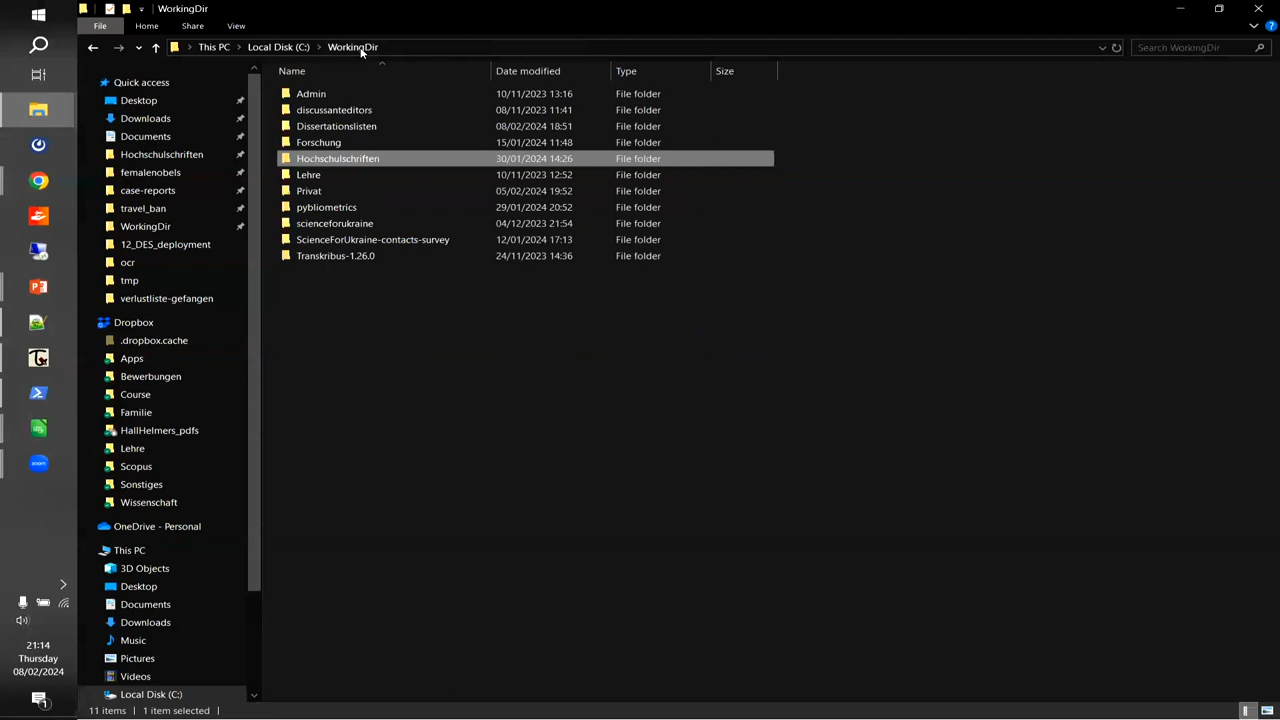 WorkingDir
File Home Share View
This PC Local Disk (C:) WorkingDir
Search WorkingDir
Name Date modified Type Size
Quick access
Desktop
Downloads
Documents
Hochschulschriften
femalenobels
case-reports
travel_ban
WorkingDir
12_DES_deployment
ocr
tmp
verlustliste-gefangen
Dropbox
.dropbox.cache
Apps
Bewerbungen
Course
Familie
HallHelmers_pdfs
Lehre
Scopus
Sonstiges
Wissenschaft
OneDrive - Personal
This PC
3D Objects
Desktop
Documents
Downloads
Music
Pictures
Videos
Local Disk (C:)
Admin 10/11/2023 13:16 File folder
discussanteditors 08/11/2023 11:41 File folder
Dissertationslisten 08/02/2024 18:51 File folder
Forschung 15/01/2024 11:48 File folder
Hochschulschriften 30/01/2024 14:26 File folder
Lehre 10/11/2023 12:52 File folder
Privat 05/02/2024 19:52 File folder
pybliometrics 29/01/2024 20:52 File folder
scienceforukraine 04/12/2023 21:54 File folder
ScienceForUkraine-contacts-survey 12/01/2024 17:13 File folder
Transkribus-1.26.0 24/11/2023 14:36 File folder
21:14
Thursday
08/02/2024
11 items 1 item selected